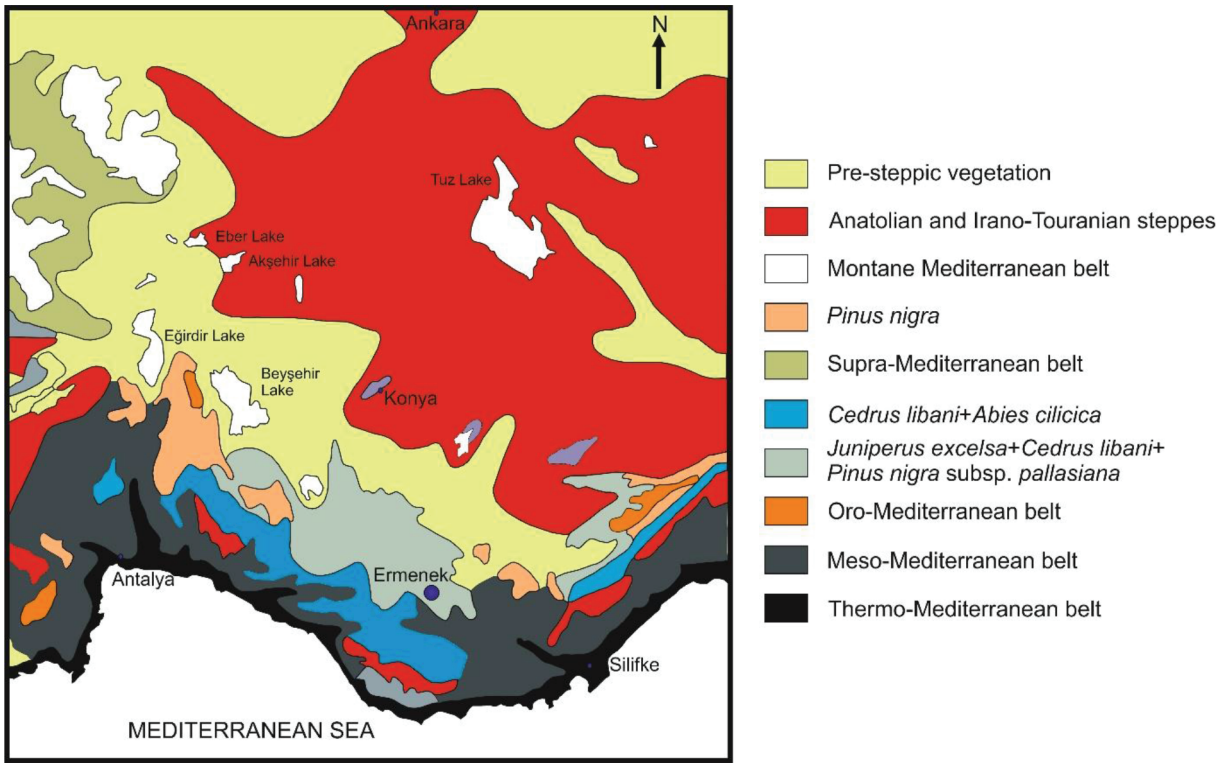 Ankara
N
Tuz Lake
Eber Lake
Akşehir Lake
Eğirdir Lake
Beyşehir
Lake
Konya
Antalya
Ermenek
Silifke
MEDITERRANEAN SEA
Pre-steppic vegetation
Anatolian and Irano-Touranian steppes
Montane Mediterranean belt
Pinus nigra
Supra-Mediterranean belt
Cedrus libani+Abies cilicica
Juniperus excelsa+Cedrus libani+
Pinus nigra subsp. pallasiana
Oro-Mediterranean belt
Meso-Mediterranean belt
Thermo-Mediterranean belt